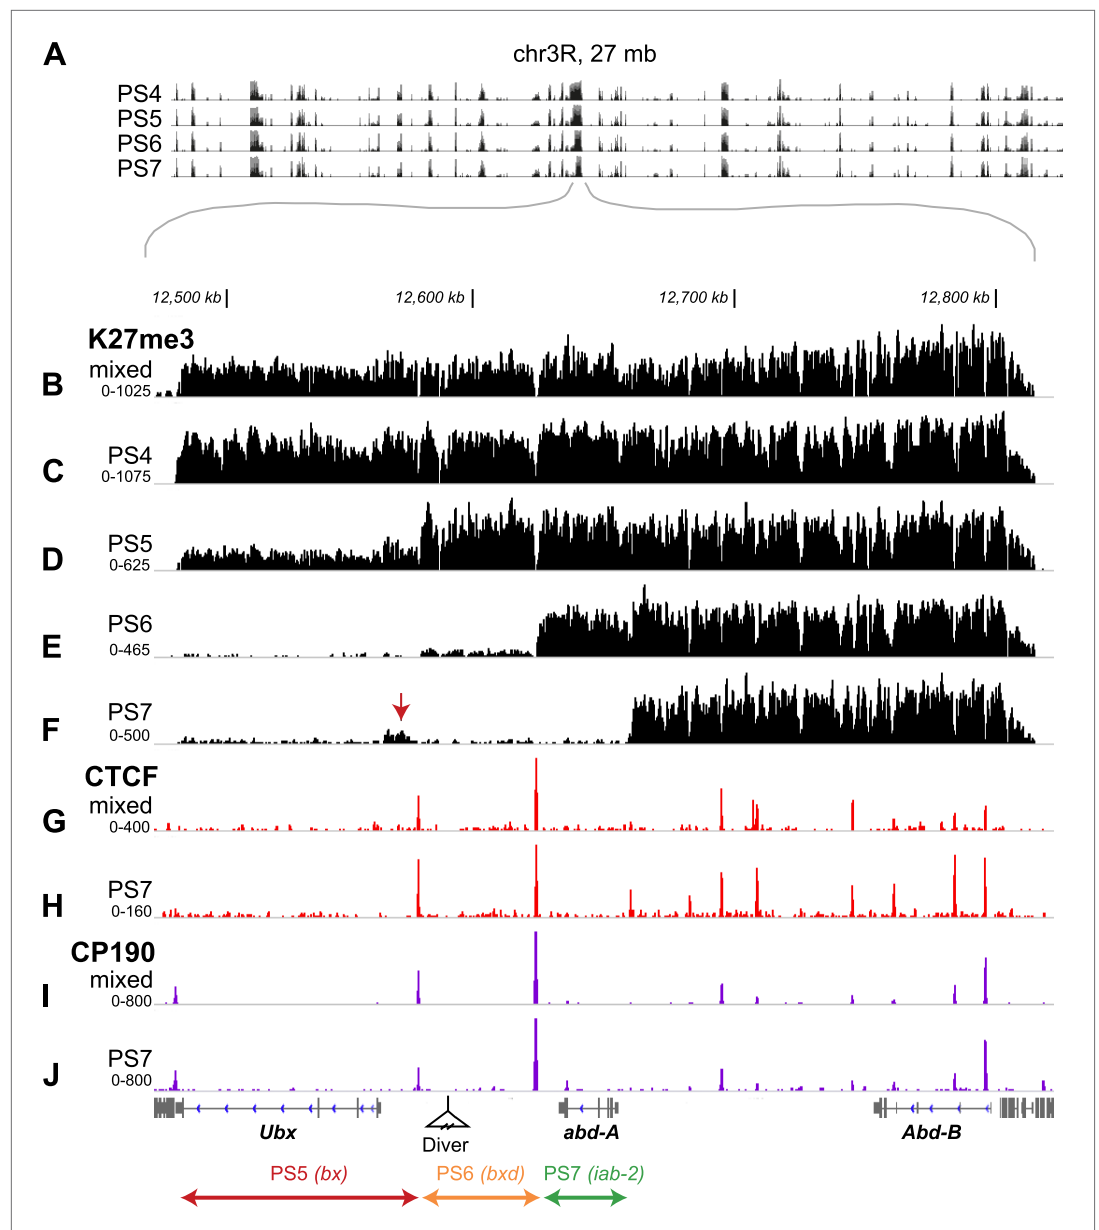 A
chr3R, 27 mb
PS4
PS5
PS6
PS7
12,500 kb
12,600 kb
12,700 kb
12,800 kb
K27me3
mixed
B
0-1025
PS4
C
0-1075
PS5
D
0-625
PS6
E
0-465
PS7
F
0-500
CTCF
mixed
G
0-400
PS7
H
0-160
CP190
mixed
I
0-800
PS7
J
0-800
Ubx
abd-A
Abd-B
Diver
PS5 (bx)
PS6 (bxd)
PS7 (iab-2)